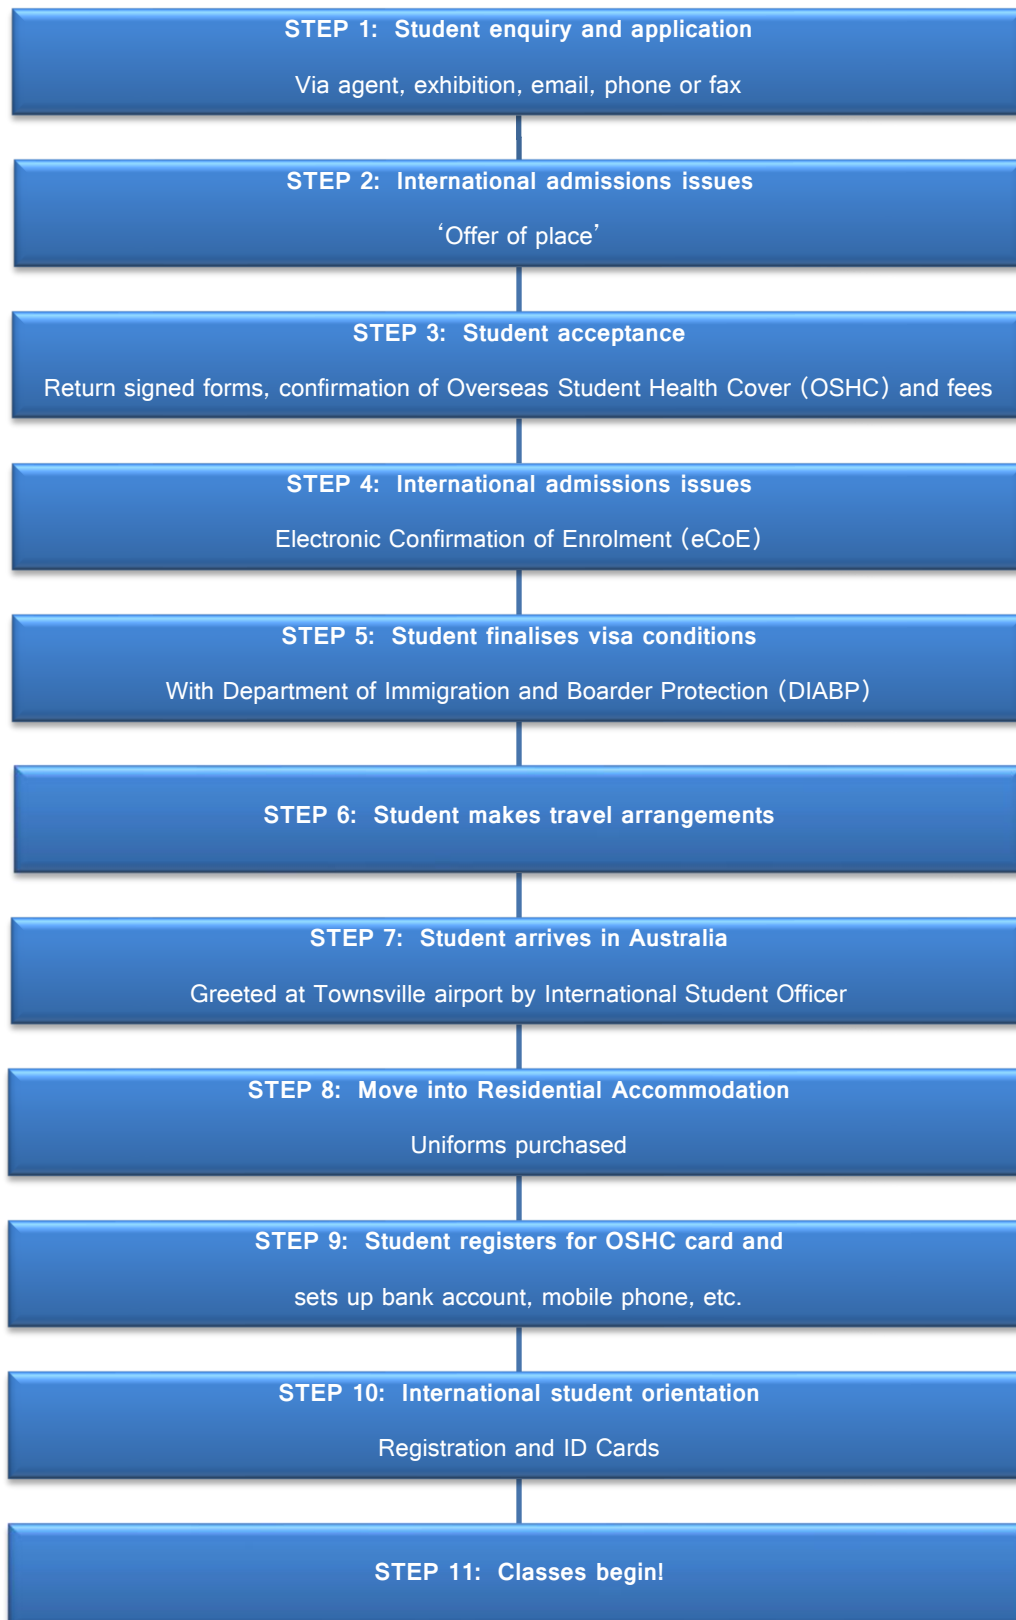 STEP 1: Student enquiry and application
Via agent, exhibition, email, phone or fax
STEP 2: International admissions issues
‘Offer of place’
STEP 3: Student acceptance
Return signed forms, confirmation of Overseas Student Health Cover (OSHC) and fees
STEP 4: International admissions issues
Electronic Confirmation of Enrolment (eCoE)
STEP 5: Student finalises visa conditions
With Department of Immigration and Boarder Protection (DIABP)
STEP 6: Student makes travel arrangements
STEP 7: Student arrives in Australia
Greeted at Townsville airport by International Student Officer
STEP 8: Move into Residential Accommodation
Uniforms purchased
STEP 9: Student registers for OSHC card and
sets up bank account, mobile phone, etc.
STEP 10: International student orientation
Registration and ID Cards
STEP 11: Classes begin!